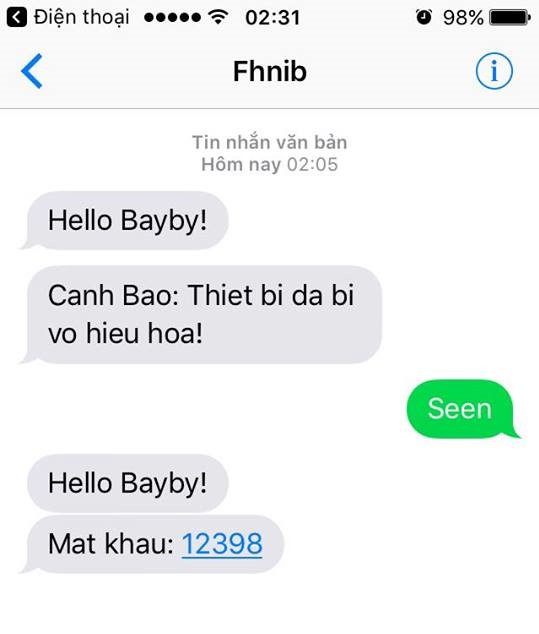 Điện thoại 02:31 98%
Fhnib
Tin nhắn văn bản
Hôm nay 02:05
Hello Bayby!
Canh Bao: Thiet bi da bi
vo hieu hoa!
Seen
Hello Bayby!
Mat khau: 12398